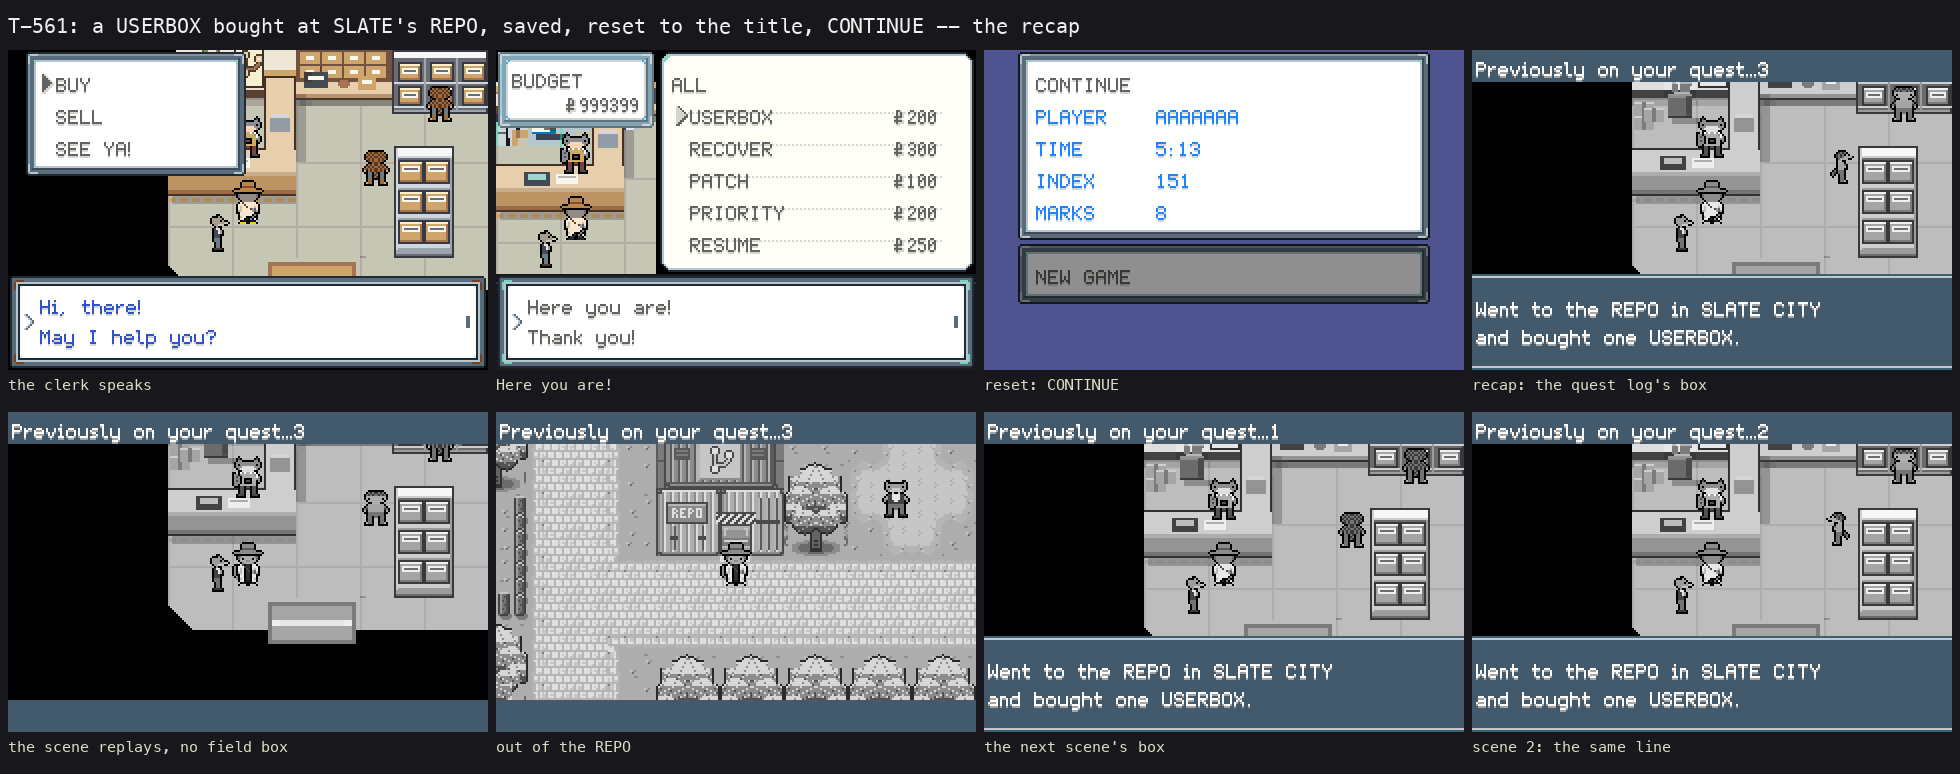 T-561: a USERBOX bought at SLATE's REPO, saved, reset to the title, CONTINUE -- the recap
BUY
SELL
SEE YA!
Hi, there!
May I help you?
the clerk speaks
BUDGET
₽999399
ALL
USERBOX ₽200
RECOVER ₽300
PATCH ₽100
PRIORITY ₽200
RESUME ₽250
Here you are!
Thank you!
Here you are!
CONTINUE
PLAYER AAAAAAA
TIME 5:13
INDEX 151
MARKS 8
NEW GAME
reset: CONTINUE
Previously on your quest…3
Went to the REPO in SLATE CITY
and bought one USERBOX.
recap: the quest log's box
Previously on your quest…3
the scene replays, no field box
Previously on your quest…3
REPO
out of the REPO
Previously on your quest…1
Went to the REPO in SLATE CITY
and bought one USERBOX.
the next scene's box
Previously on your quest…2
Went to the REPO in SLATE CITY
and bought one USERBOX.
scene 2: the same line